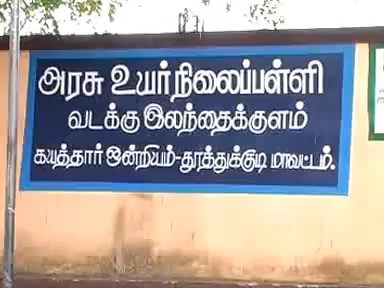 அரசு உயர்நிலைப்பள்ளி
வடக்கு இலந்தைக்குளம்
கயத்தார் ஒன்றியம்-தூத்துக்குடி மாவட்டம்.